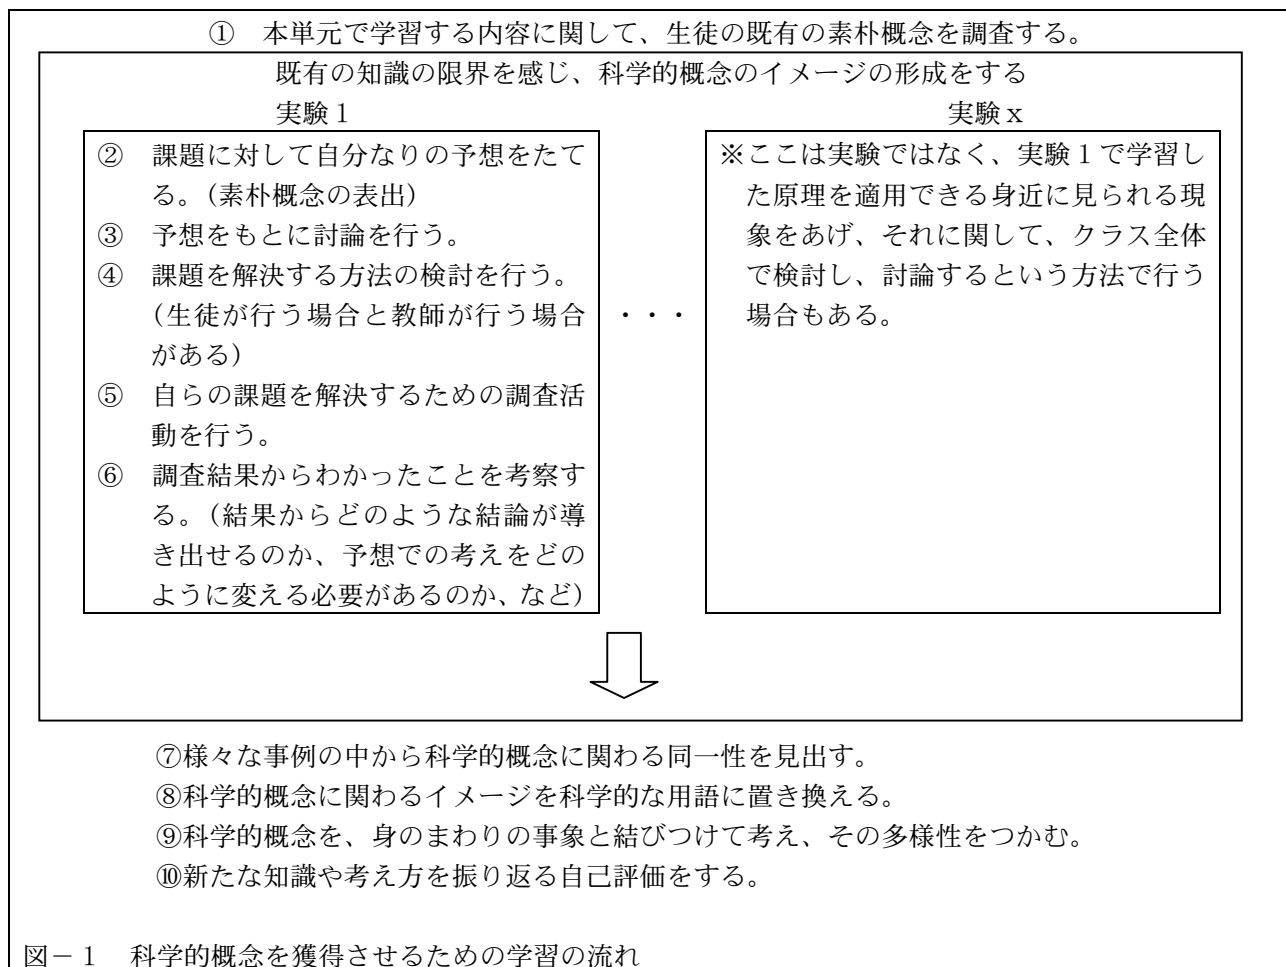 ① 本単元で学習する内容に関して、生徒の既有の素朴概念を調査する。
既有の知識の限界を感じ、科学的概念のイメージの形成をする
実験１
② 課題に対して自分なりの予想をたて
る。(素朴概念の表出)
③ 予想をもとに討論を行う。
④ 課題を解決する方法の検討を行う。
(生徒が行う場合と教師が行う場合
がある)
⑤ 自らの課題を解決するための調査活
動を行う。
⑥ 調査結果からわかったことを考察す
る。(結果からどのような結論が導
き出せるのか、予想での考えをどの
ように変える必要があるのか、など)
・・・
実験ｘ
※ここは実験ではなく、実験１で学習し
た原理を適用できる身近に見られる現
象をあげ、それに関して、クラス全体
で検討し、討論するという方法で行う
場合もある。
⑦様々な事例の中から科学的概念に関わる同一性を見出す。
⑧科学的概念に関わるイメージを科学的な用語に置き換える。
⑨科学的概念を、身のまわりの事象と結びつけて考え、その多様性をつかむ。
⑩新たな知識や考え方を振り返る自己評価をする。
図－１ 科学的概念を獲得させるための学習の流れ